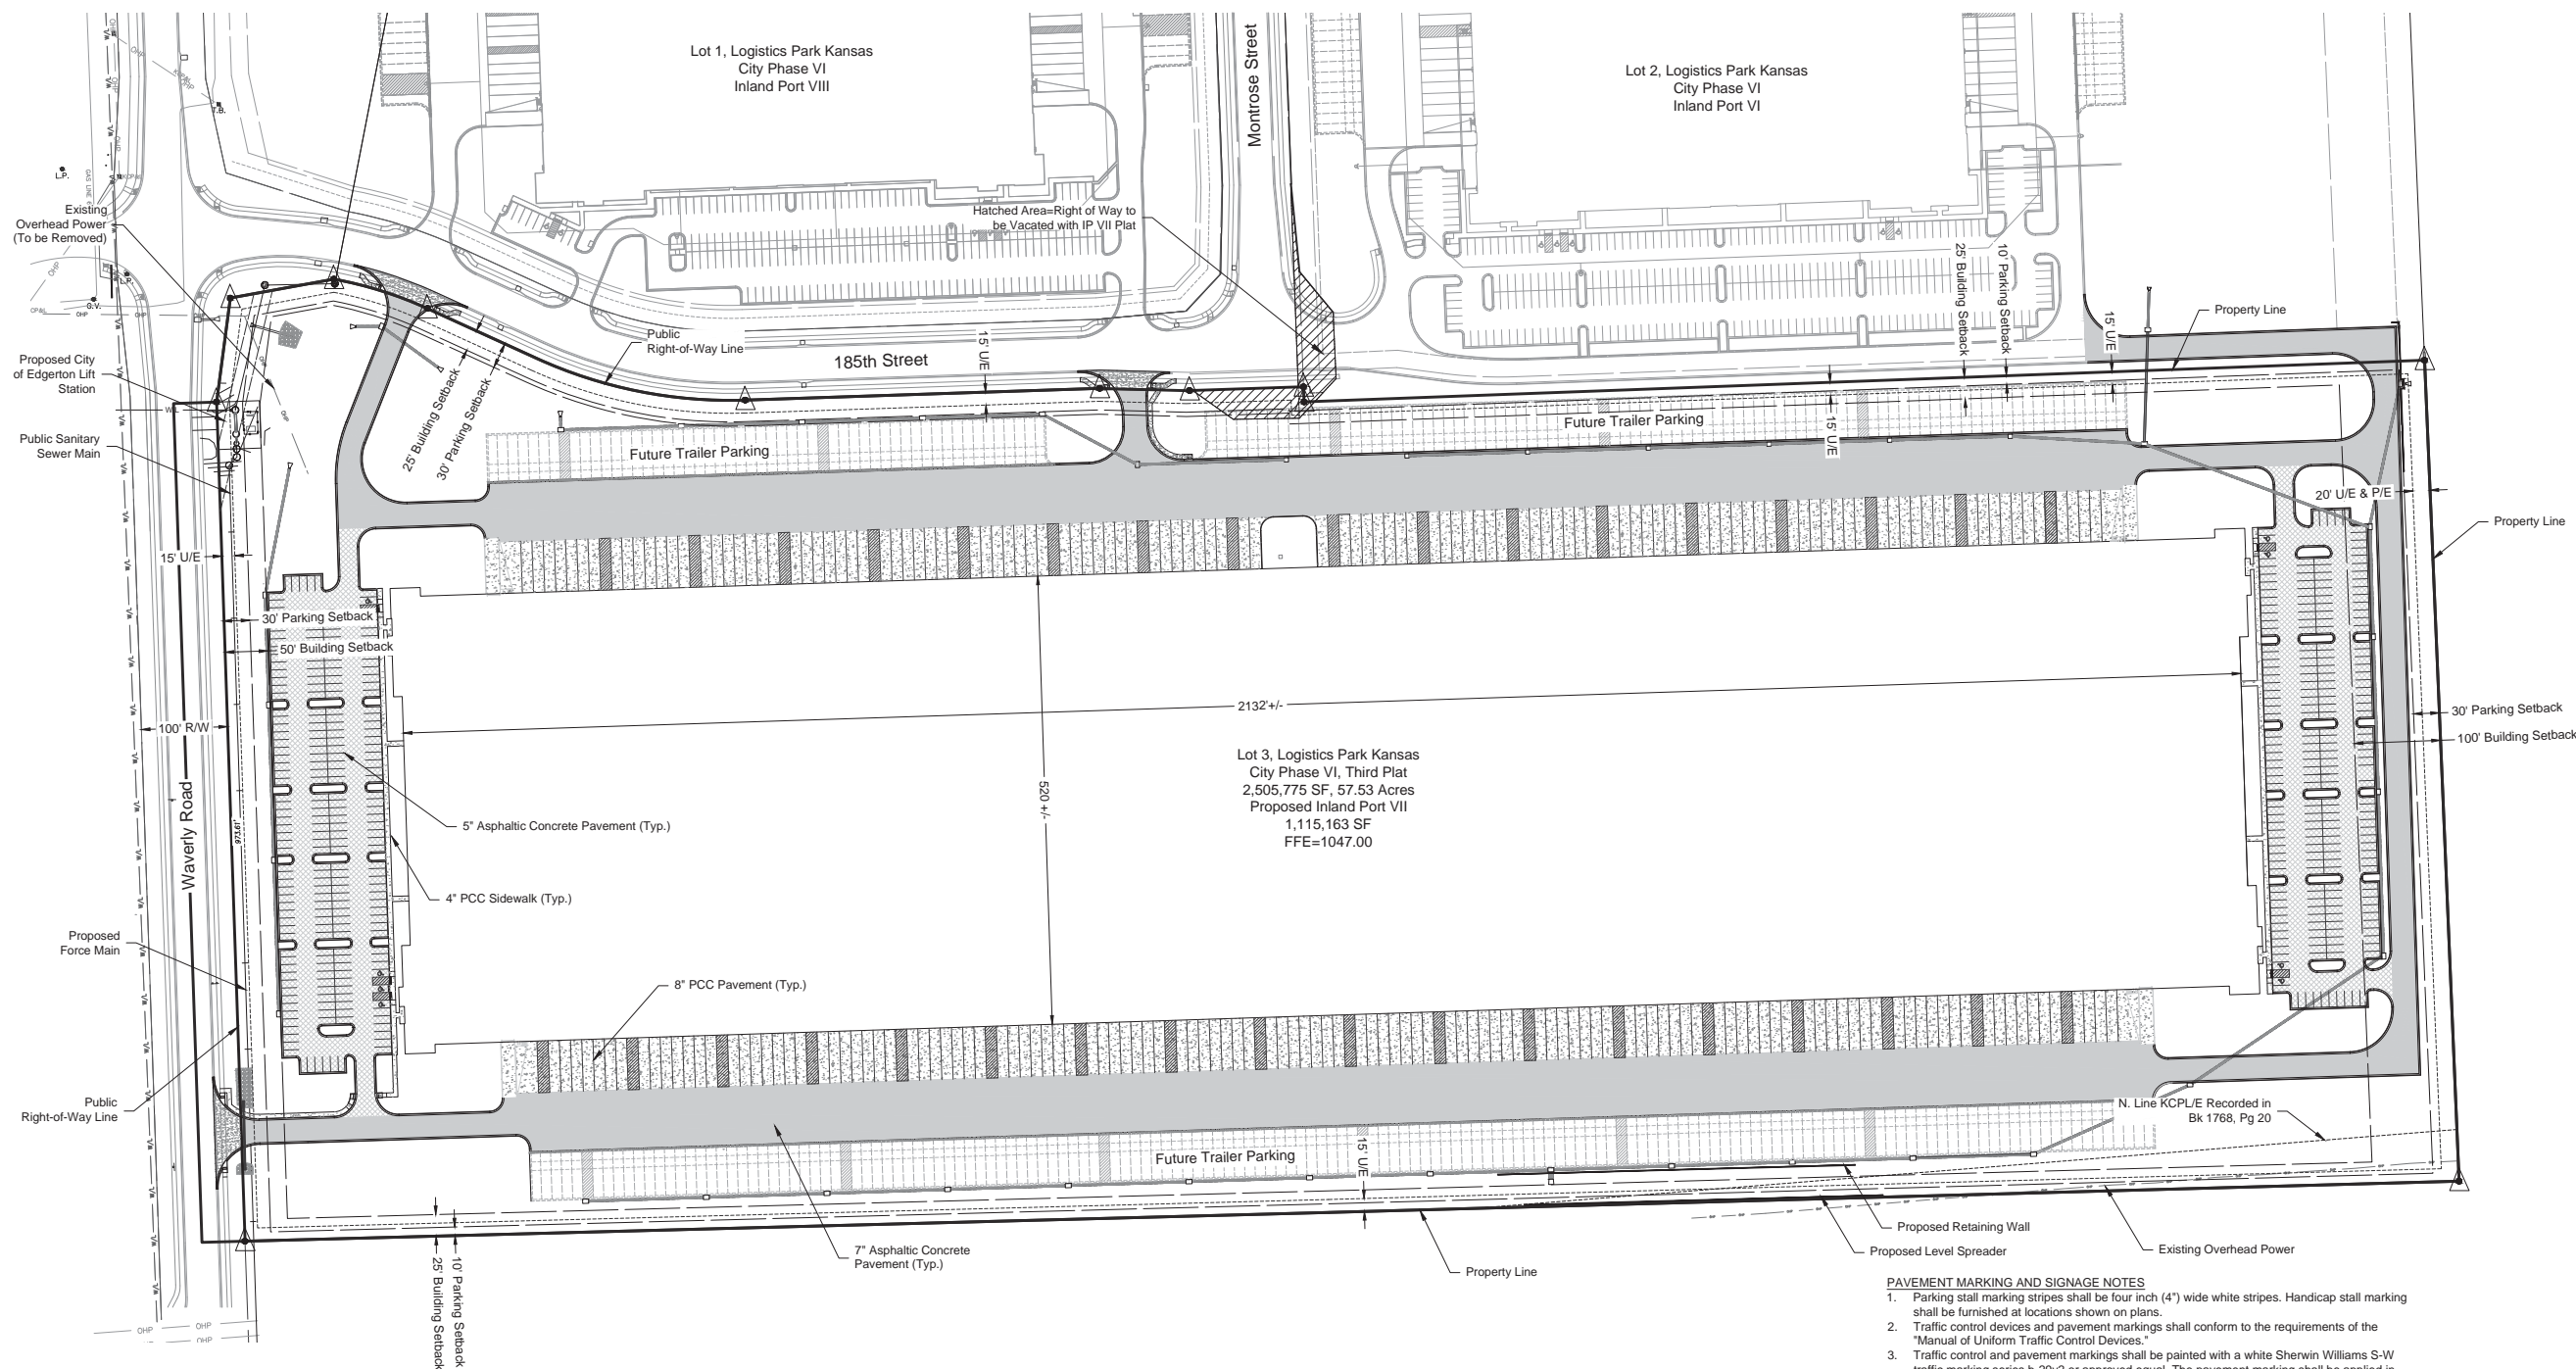 Lot 1, Logistics Park Kansas
City Phase VI
Inland Port VIII
Montrose Street
Lot 2, Logistics Park Kansas
City Phase VI
Inland Port VI
OHP
T.B.
L.P.
GAS LINE
Existing
Overhead Power
(To be Removed)
OHP
L.P.
G.V.
OHP
OHP
Hatched Area=Right of Way to
be Vacated with IP VII Plat
25' Building Setback
10' Parking Setback
15' U/E
Property Line
Public
Right-of-Way Line
185th Street
15' U/E
Proposed City
of Edgerton Lift
Station
25' Building Setback
30' Parking Setback
Public Sanitary
Sewer Main
Future Trailer Parking
Future Trailer Parking
15' U/E
20' U/E & P/E
Property Line
15' U/E
30' Parking Setback
50' Building Setback
100' R/W
2132'+/-
30' Parking Setback
100' Building Setback
Waverly Road
973.61'
520'+/-
Lot 3, Logistics Park Kansas
City Phase VI, Third Plat
2,505,775 SF, 57.53 Acres
Proposed Inland Port VII
1,115,163 SF
FFE=1047.00
5" Asphaltic Concrete Pavement (Typ.)
4" PCC Sidewalk (Typ.)
Proposed
Force Main
8" PCC Pavement (Typ.)
Public
Right-of-Way Line
N. Line KCPL/E Recorded in
Bk 1768, Pg 20
Future Trailer Parking
15' U/E
Proposed Retaining Wall
Proposed Level Spreader
Existing Overhead Power
7" Asphaltic Concrete
Pavement (Typ.)
Property Line
25' Building Setback
10' Parking Setback
OHP
OHP
OHP
PAVEMENT MARKING AND SIGNAGE NOTES
1. Parking stall marking stripes shall be four inch (4") wide white stripes. Handicap stall marking
shall be furnished at locations shown on plans.
2. Traffic control devices and pavement markings shall conform to the requirements of the
"Manual of Uniform Traffic Control Devices."
3. Traffic control and pavement markings shall be painted with a white Sherwin Williams S-W